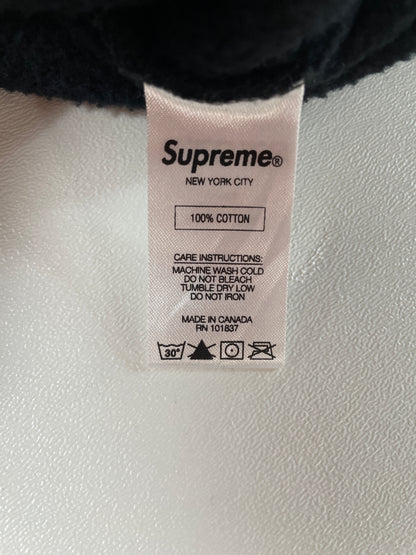 Supreme®
NEW YORK CITY
100% COTTON
CARE INSTRUCTIONS:
MACHINE WASH COLD
DO NOT BLEACH
TUMBLE DRY LOW
DO NOT IRON
MADE IN CANADA
RN 101837
30°